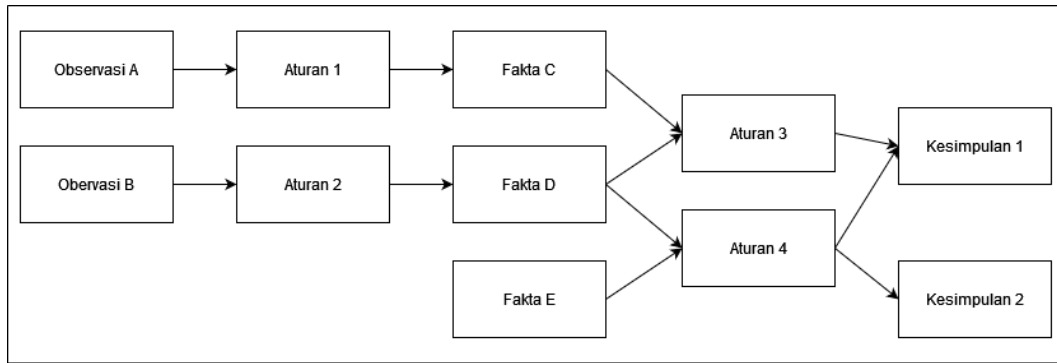 Observasi A
Aturan 1
Fakta C
Aturan 3
Kesimpulan 1
Obervasi B
Aturan 2
Fakta D
Aturan 4
Fakta E
Kesimpulan 2